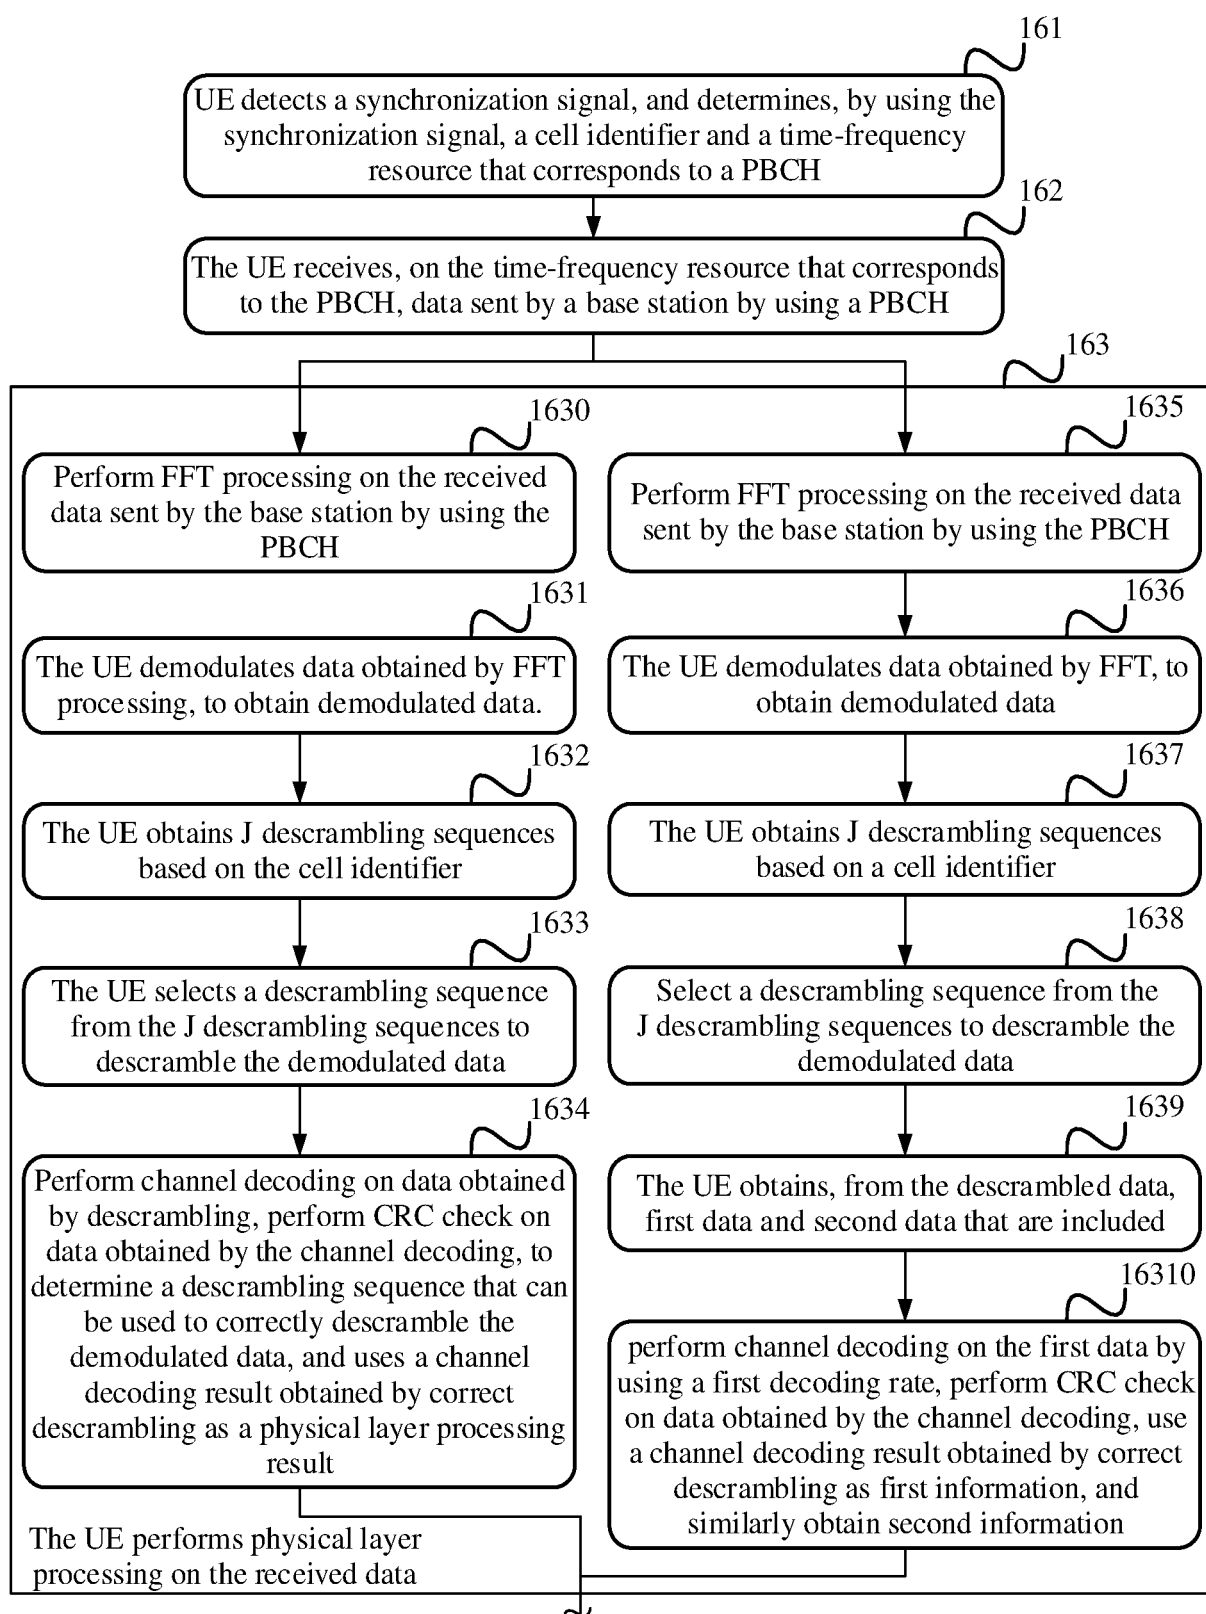 161
UE detects a synchronization signal, and determines, by using the
synchronization signal, a cell identifier and a time-frequency
resource that corresponds to a PBCH
162
The UE receives, on the time-frequency resource that corresponds
to the PBCH, data sent by a base station by using a PBCH
163
1630
Perform FFT processing on the received
data sent by the base station by using the
PBCH
1631
The UE demodulates data obtained by FFT
processing, to obtain demodulated data.
1632
The UE obtains J descrambling sequences
based on the cell identifier
1633
The UE selects a descrambling sequence
from the J descrambling sequences to
descramble the demodulated data
1634
Perform channel decoding on data obtained
by descrambling, perform CRC check on
data obtained by the channel decoding, to
determine a descrambling sequence that can
be used to correctly descramble the
demodulated data, and uses a channel
decoding result obtained by correct
descrambling as a physical layer processing
result
1635
Perform FFT processing on the received data
sent by the base station by using the PBCH
1636
The UE demodulates data obtained by FFT, to
obtain demodulated data
1637
The UE obtains J descrambling sequences
based on a cell identifier
1638
Select a descrambling sequence from the
J descrambling sequences to descramble the
demodulated data
1639
The UE obtains, from the descrambled data,
first data and second data that are included
16310
perform channel decoding on the first data by
using a first decoding rate, perform CRC check
on data obtained by the channel decoding, use
a channel decoding result obtained by correct
descrambling as first information, and
similarly obtain second information
The UE performs physical layer
processing on the received data